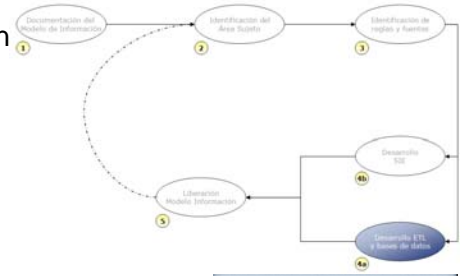 n
Documentación del
Modelo de Información
1
Identificación del
Área Sujeto
2
Identificación de
reglas y fuentes
3
Desarrollo
4b
Liberación
Modelo Información
5
Desarrollo ETL
y bases de datos
4a